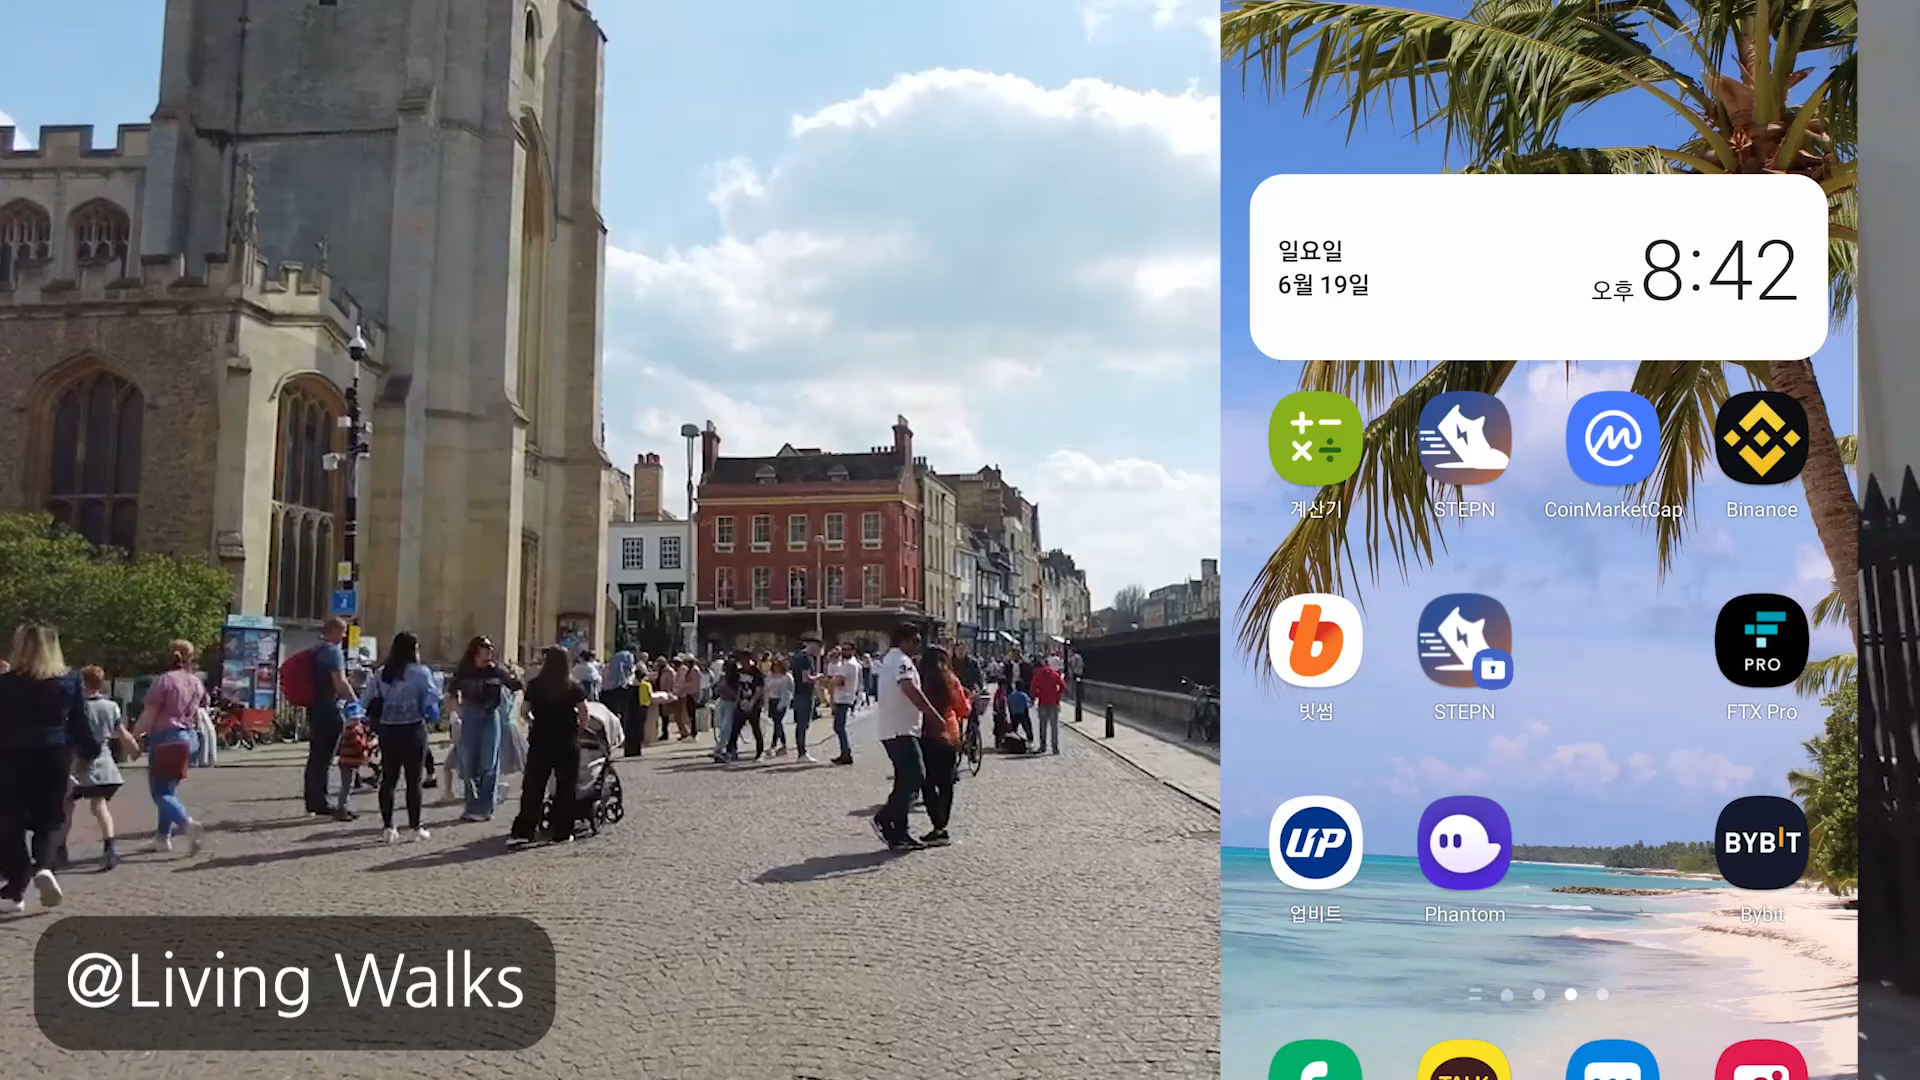 @Living Walks
일요일
6월 19일
오후 8:42
계산기
STEPN
CoinMarketCap
Binance
빗썸
STEPN
PRO
FTX Pro
UP
업비트
Phantom
BYBIT
Bybit
TALK